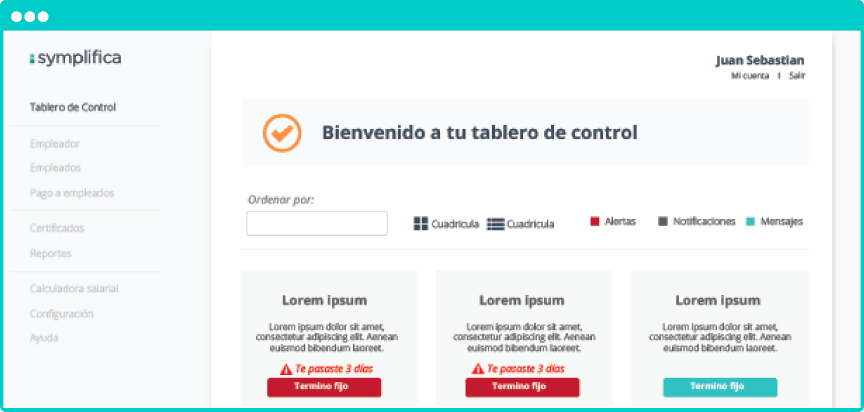 symplifica
Juan Sebastian
Mi cuenta | Salir
Tablero de Control
Empleador
Empleados
Pago a empleados
Certificados
Reportes
Calculadora salarial
Configuración
Ayuda
Bienvenido a tu tablero de control
Ordenar por:
Cuadrícula Cuadrícula Alertas Notificaciones Mensajes
Lorem ipsum
Lorem ipsum dolor sit amet,
consectetur adipiscing elit. Aenean
euismod bibendum laoreet.
Te pasaste 3 días
Termino fijo
Lorem ipsum
Lorem ipsum dolor sit amet,
consectetur adipiscing elit. Aenean
euismod bibendum laoreet.
Te pasaste 3 días
Termino fijo
Lorem ipsum
Lorem ipsum dolor sit amet,
consectetur adipiscing elit. Aenean
euismod bibendum laoreet.
Termino fijo